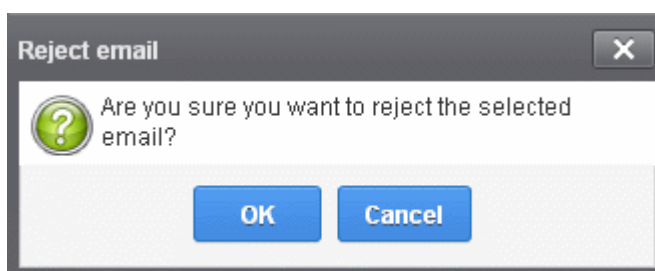 Reject email
Are you sure you want to reject the selected
email?
OK
Cancel